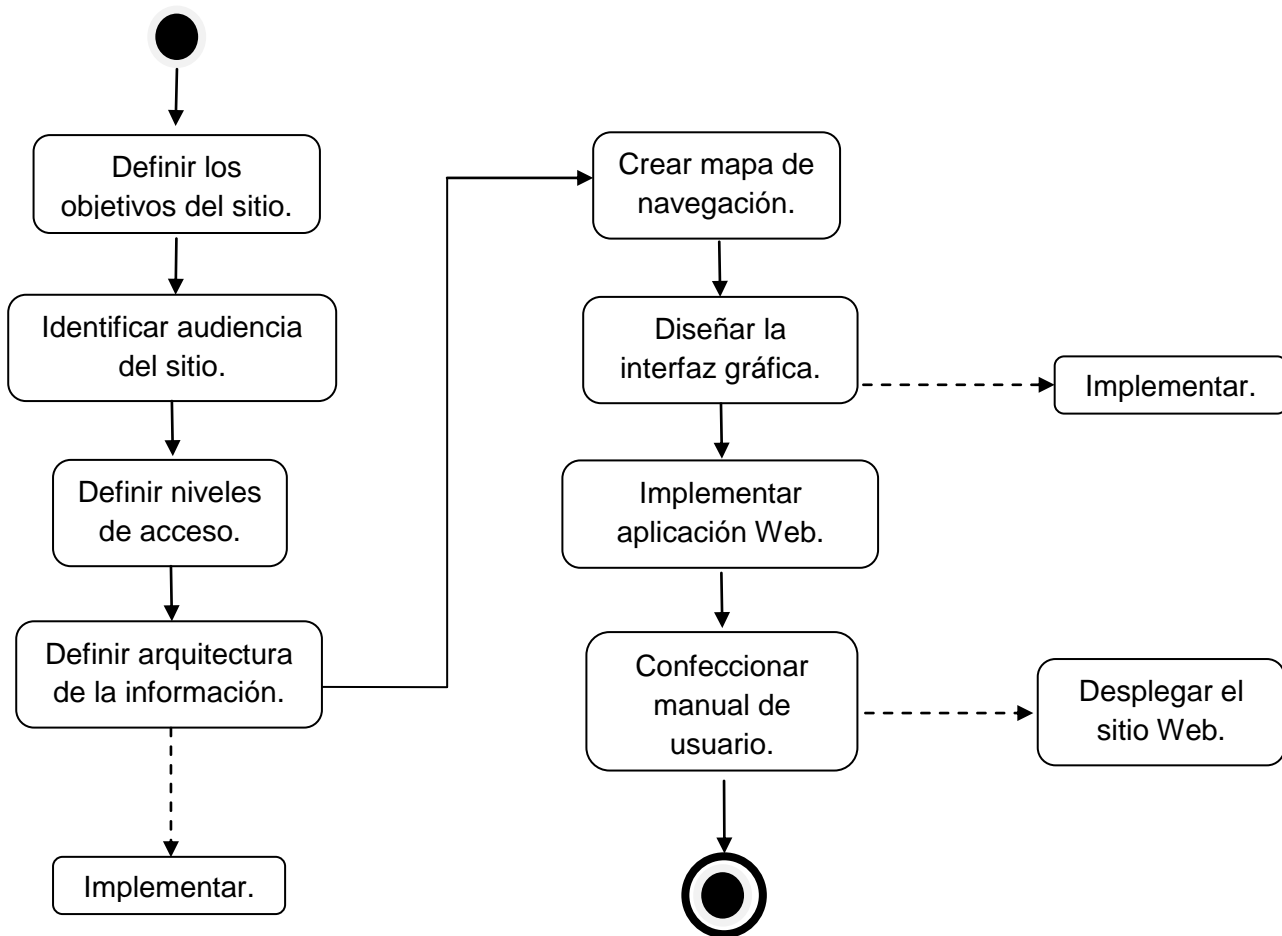 Definir los
objetivos del sitio.
Identificar audiencia
del sitio.
Definir niveles
de acceso.
Definir arquitectura
de la información.
Implementar.
Crear mapa de
navegación.
Diseñar la
interfaz gráfica.
Implementar.
Implementar
aplicación Web.
Confeccionar
manual de
usuario.
Desplegar el
sitio Web.